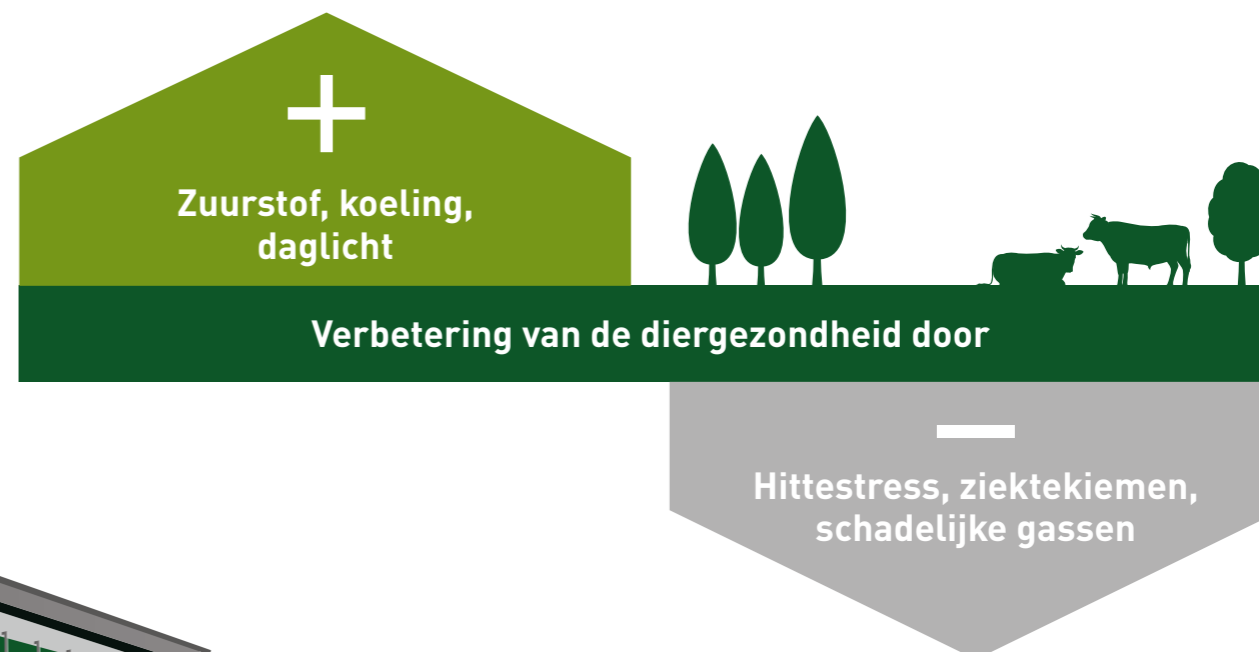 +
Zuurstof, koeling,
daglicht
Verbetering van de diergezondheid door
—
Hittestress, ziektekiemen,
schadelijke gassen